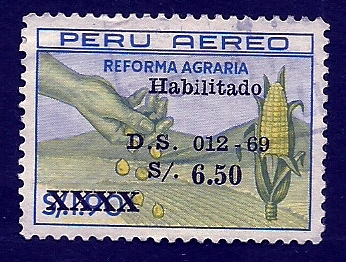 PERU AEREO
REFORMA AGRARIA
Habilitado
D.S. 012-69
S/. 6.50
XXXX